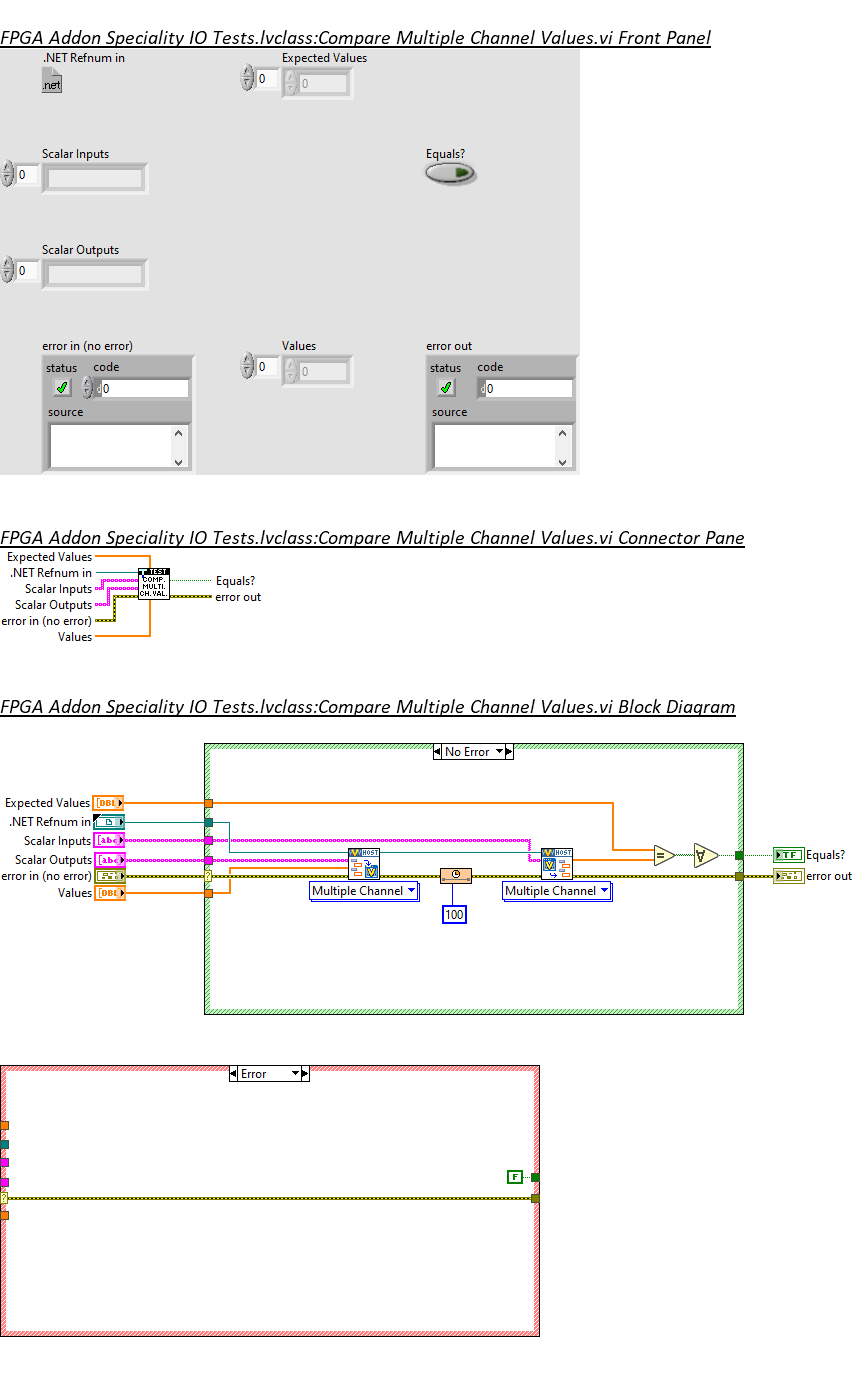 FPGA Addon Speciality IO Tests.lvclass:Compare Multiple Channel Values.vi Front Panel
.NET Refnum in
Expected Values
.net
0
0
Scalar Inputs
Equals?
0
Scalar Outputs
0
error in (no error)
Values
error out
status code
0
0
status code
0
0
source
source
FPGA Addon Speciality IO Tests.lvclass:Compare Multiple Channel Values.vi Connector Pane
Expected Values
.NET Refnum in
Scalar Inputs
Scalar Outputs
error in (no error)
Values
TEST
COMP.
MULTI.
CH.VAL.
Equals?
error out
FPGA Addon Speciality IO Tests.lvclass:Compare Multiple Channel Values.vi Block Diagram
No Error
Expected Values
DBL
.NET Refnum in
Scalar Inputs
abc
Scalar Outputs
abc
error in (no error)
?
Values
DBL
HOST
Multiple Channel
100
HOST
Multiple Channel
=
∀
TF
Equals?
error out
Error
F
?